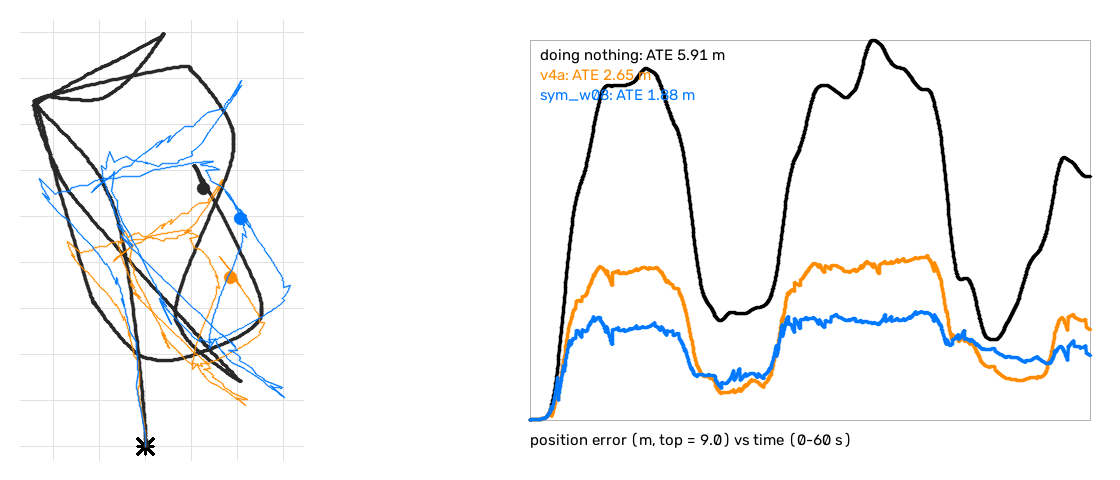 doing nothing: ATE 5.91 m
v4a: ATE 2.65 m
sym_w08: ATE 1.88 m
position error (m, top = 9.0) vs time (0-60 s)